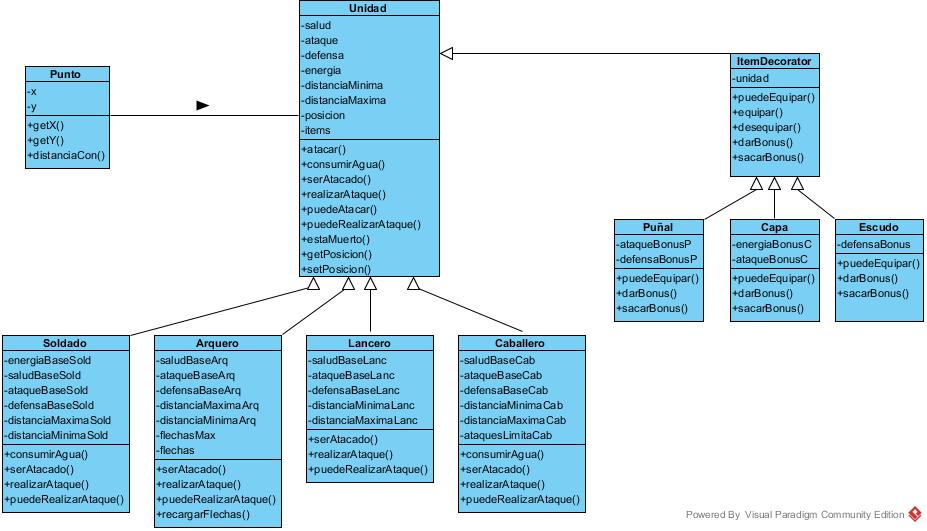 Unidad
-salud
-ataque
-defensa
-energia
-distanciaMinima
-distanciaMaxima
-posicion
-items
+atacar()
+consumirAgua()
+serAtacado()
+realizarAtaque()
+puedeAtacar()
+puedeRealizarAtaque()
+estaMuerto()
+getPosicion()
+setPosicion()
Punto
-x
-y
+getX()
+getY()
+distanciaCon()
ItemDecorator
-unidad
+puedeEquipar()
+equipar()
+desequipar()
+darBonus()
+sacarBonus()
Puñal
-ataqueBonusP
-defensaBonusP
+puedeEquipar()
+darBonus()
+sacarBonus()
Capa
-energiaBonusC
-ataqueBonusC
+puedeEquipar()
+darBonus()
+sacarBonus()
Escudo
-defensaBonus
+puedeEquipar()
+darBonus()
+sacarBonus()
Soldado
-energiaBaseSold
-saludBaseSold
-ataqueBaseSold
-defensaBaseSold
-distanciaMaximaSold
-distanciaMinimaSold
+consumirAgua()
+serAtacado()
+realizarAtaque()
+puedeRealizarAtaque()
Arquero
-saludBaseArq
-ataqueBaseArq
-defensaBaseArq
-distanciaMaximaArq
-distanciaMinimaArq
-flechasMax
-flechas
+serAtacado()
+realizarAtaque()
+puedeRealizarAtaque()
+recargarFlechas()
Lancero
-saludBaseLanc
-ataqueBaseLanc
-defensaBaseLanc
-distanciaMinimaLanc
-distanciaMaximaLanc
+serAtacado()
+realizarAtaque()
+puedeRealizarAtaque()
Caballero
-saludBaseCab
-ataqueBaseCab
-defensaBaseCab
-distanciaMinimaCab
-distanciaMaximaCab
-ataquesLimitaCab
+consumirAgua()
+serAtacado()
+realizarAtaque()
+puedeRealizarAtaque()
Powered By Visual Paradigm Community Edition